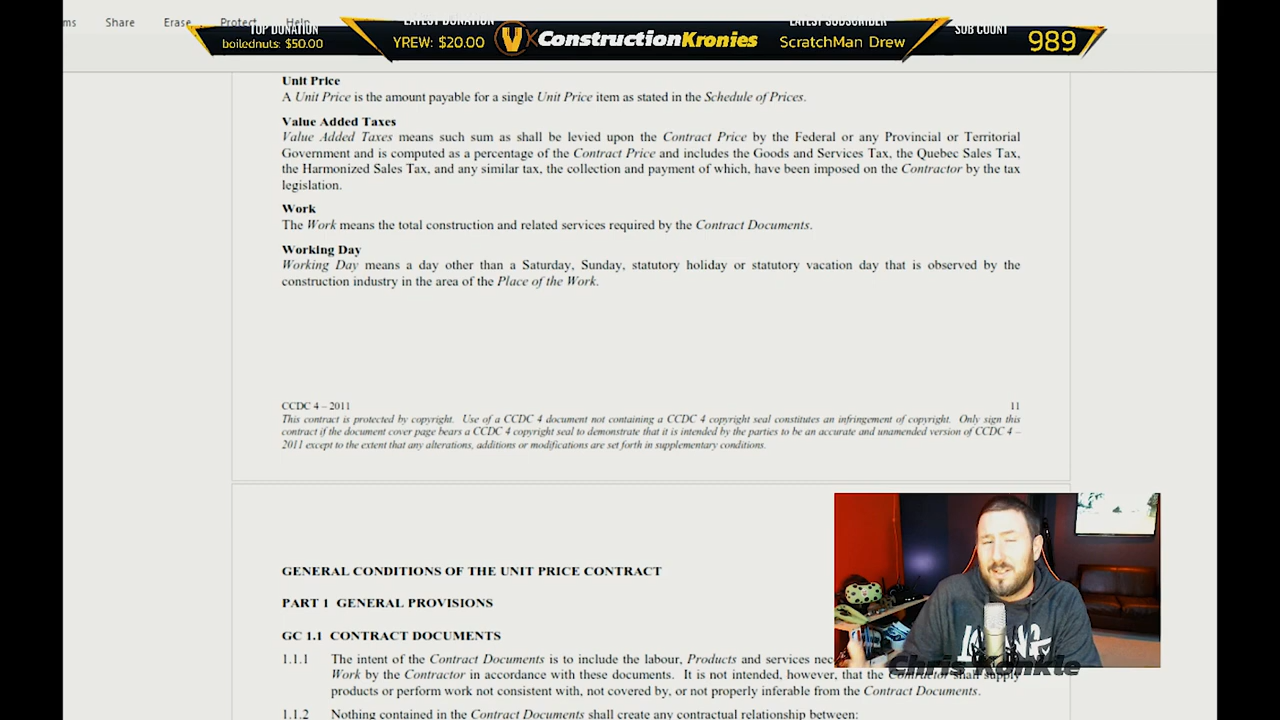 ms Share Erase Protect Help
TOP DONATION
boilednuts: $50.00
LATEST DONATION
YREW: $20.00
ConstructionKronies
LATEST SUBSCRIBER
ScratchMan Drew
SUB COUNT
989
Unit Price
A Unit Price is the amount payable for a single Unit Price item as stated in the Schedule of Prices.
Value Added Taxes
Value Added Taxes means such sum as shall be levied upon the Contract Price by the Federal or any Provincial or Territorial
Government and is computed as a percentage of the Contract Price and includes the Goods and Services Tax, the Quebec Sales Tax,
the Harmonized Sales Tax, and any similar tax, the collection and payment of which, have been imposed on the Contractor by the tax
legislation.
Work
The Work means the total construction and related services required by the Contract Documents.
Working Day
Working Day means a day other than a Saturday, Sunday, statutory holiday or statutory vacation day that is observed by the
construction industry in the area of the Place of the Work.
CCDC 4 – 2011 11
This contract is protected by copyright. Use of a CCDC 4 document not containing a CCDC 4 copyright seal constitutes an infringement of copyright. Only sign this
contract if the document cover page bears a CCDC 4 copyright seal to demonstrate that it is intended by the parties to be an accurate and unamended version of CCDC 4 –
2011 except to the extent that any alterations, additions or modifications are set forth in supplementary conditions.
GENERAL CONDITIONS OF THE UNIT PRICE CONTRACT
PART 1 GENERAL PROVISIONS
GC 1.1 CONTRACT DOCUMENTS
1.1.1 The intent of the Contract Documents is to include the labour, Products and services nec
Work by the Contractor in accordance with these documents. It is not intended, however, that the Contractor shall supply
products or perform work not consistent with, not covered by, or not properly inferable from the Contract Documents.
1.1.2 Nothing contained in the Contract Documents shall create any contractual relationship between:
Chris Konkle